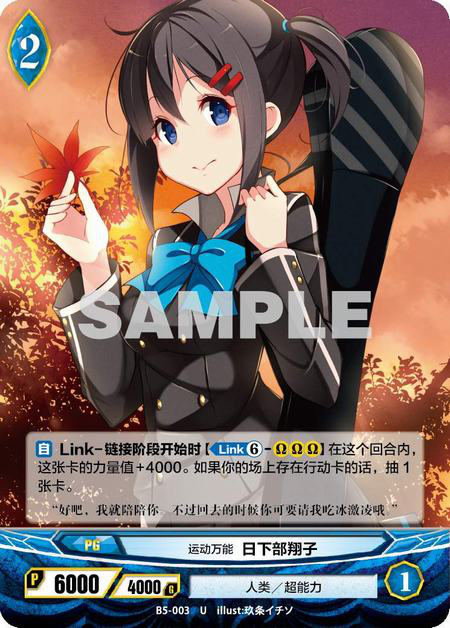 2
SAMPLE
自 Link-链接阶段开始时【Link 6-ΩΩΩ】在这个回合内,
这张卡的力量值+4000。如果你的场上存在行动卡的话，抽1
张卡。
“好吧，我就陪陪你 不过回去的时候你可要请我吃冰激凌哦 ”
PG 运动万能 日下部翔子
P 6000 / 4000 G 人类／超能力 1
B5-003 U illust:玖条イチソ